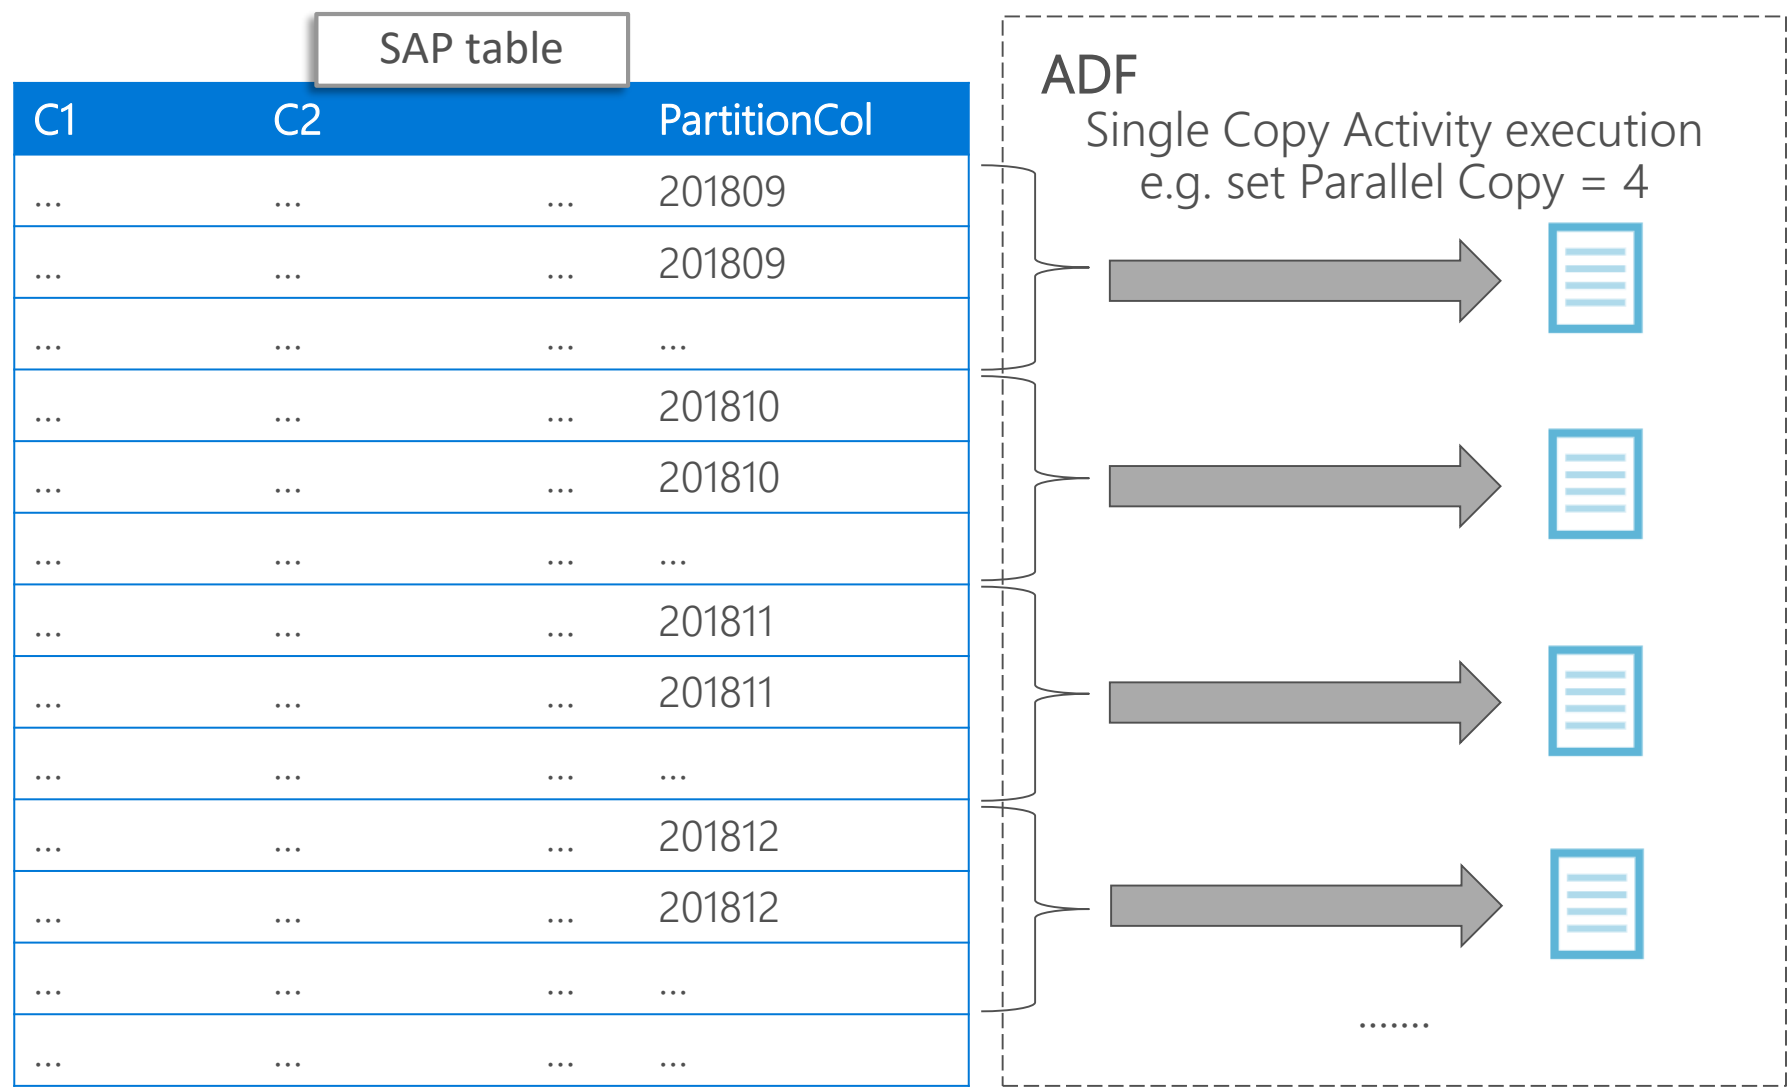 SAP table
C1 C2 PartitionCol
... ... ... 201809
... ... ... 201809
... ... ... ...
... ... ... 201810
... ... ... 201810
... ... ... ...
... ... ... 201811
... ... ... 201811
... ... ... ...
... ... ... 201812
... ... ... 201812
... ... ... ...
... ... ... ...
ADF
Single Copy Activity execution
e.g. set Parallel Copy = 4
.......